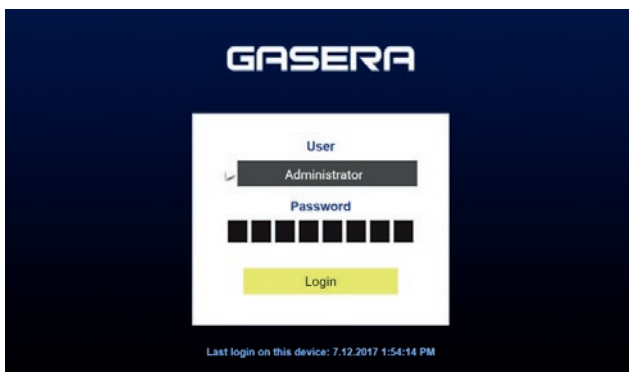 GASERA
User
Administrator
Password
Login
Last login on this device: 7.12.2017 1:54:14 PM